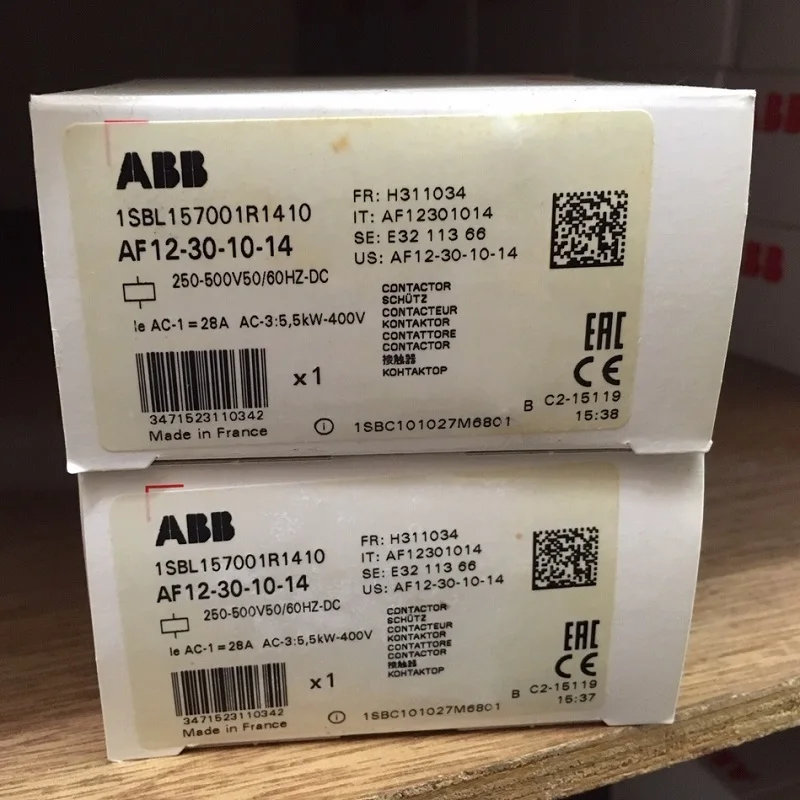 ABB
1SBL157001R1410
AF12-30-10-14
250-500V50/60HZ-DC
Ie AC-1=28A AC-3:5,5kW-400V
FR: H311034
IT: AF12301014
SE: E32 113 66
US: AF12-30-10-14
CONTACTOR
SCHÜTZ
CONTACTEUR
KONTAKTOR
CONTATTORE
CONTACTOR
接触器
КОНТАКТОР
x1
3471523110342
Made in France
1SBC101027M6801
EAC
CE
B C2-15119
15:38
ABB
1SBL157001R1410
AF12-30-10-14
250-500V50/60HZ-DC
Ie AC-1=28A AC-3:5,5kW-400V
FR: H311034
IT: AF12301014
SE: E32 113 66
US: AF12-30-10-14
CONTACTOR
SCHÜTZ
CONTACTEUR
KONTAKTOR
CONTATTORE
CONTACTOR
接触器
КОНТАКТОР
x1
3471523110342
Made in France
1SBC101027M6801
EAC
CE
B C2-15119
15:37